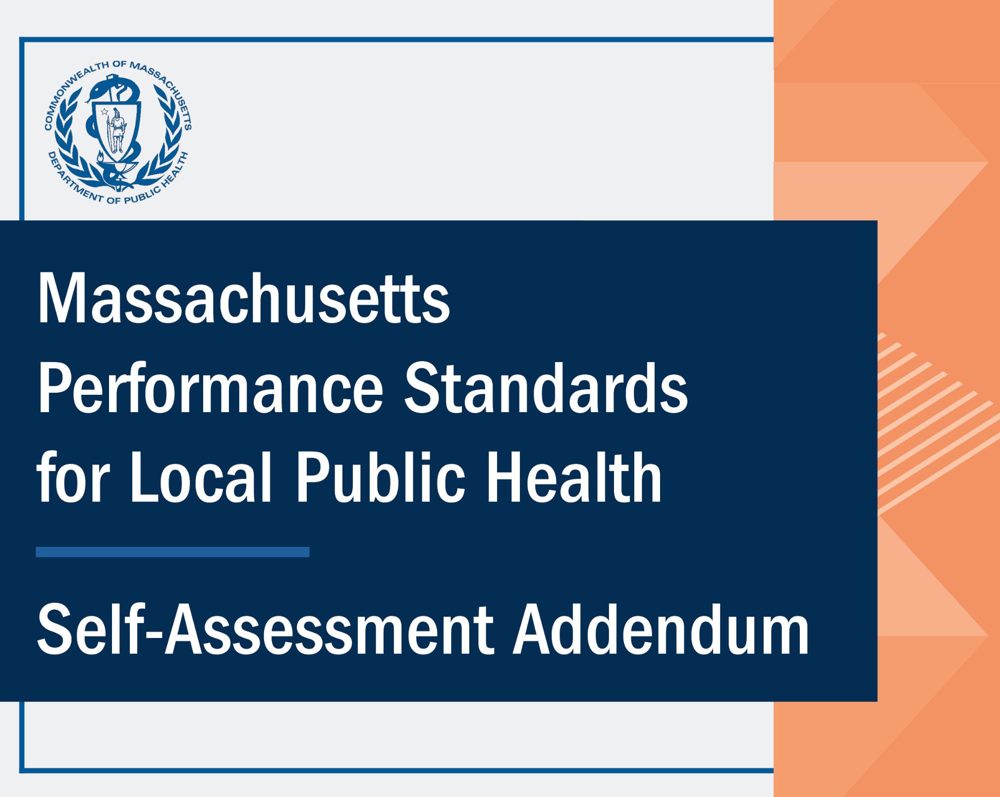 COMMONWEALTH OF MASSACHUSETTS
DEPARTMENT OF PUBLIC HEALTH
Massachusetts
Performance Standards
for Local Public Health
Self-Assessment Addendum